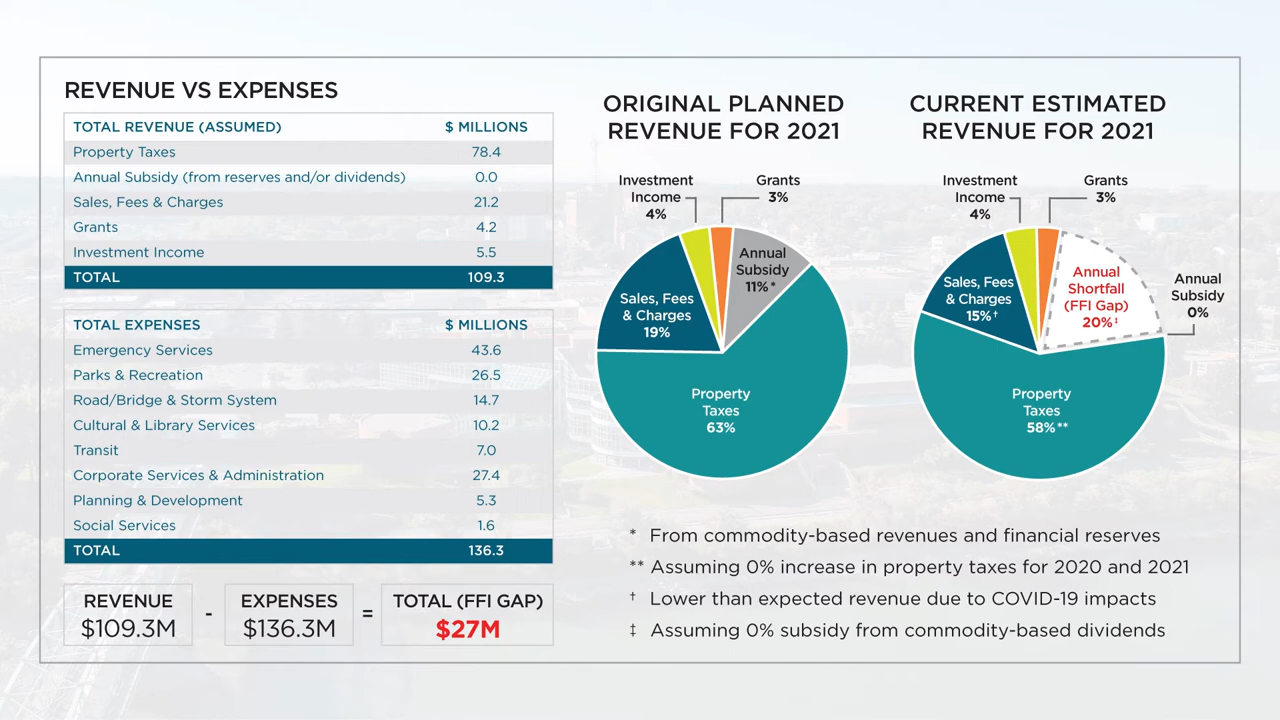 REVENUE VS EXPENSES
TOTAL REVENUE (ASSUMED) $ MILLIONS
Property Taxes 78.4
Annual Subsidy (from reserves and/or dividends) 0.0
Sales, Fees & Charges 21.2
Grants 4.2
Investment Income 5.5
TOTAL 109.3
TOTAL EXPENSES $ MILLIONS
Emergency Services 43.6
Parks & Recreation 26.5
Road/Bridge & Storm System 14.7
Cultural & Library Services 10.2
Transit 7.0
Corporate Services & Administration 27.4
Planning & Development 5.3
Social Services 1.6
TOTAL 136.3
REVENUE - EXPENSES = TOTAL (FFI GAP)
$109.3M $136.3M $27M
ORIGINAL PLANNED
REVENUE FOR 2021
Investment
Income
4%
Grants
3%
Annual
Subsidy
11% *
Sales, Fees
& Charges
19%
Property
Taxes
63%
CURRENT ESTIMATED
REVENUE FOR 2021
Investment
Income
4%
Grants
3%
Annual
Shortfall
(FFI Gap)
20% ‡
Annual
Subsidy
0%
Sales, Fees
& Charges
15% †
Property
Taxes
58% **
* From commodity-based revenues and financial reserves
** Assuming 0% increase in property taxes for 2020 and 2021
† Lower than expected revenue due to COVID-19 impacts
‡ Assuming 0% subsidy from commodity-based dividends